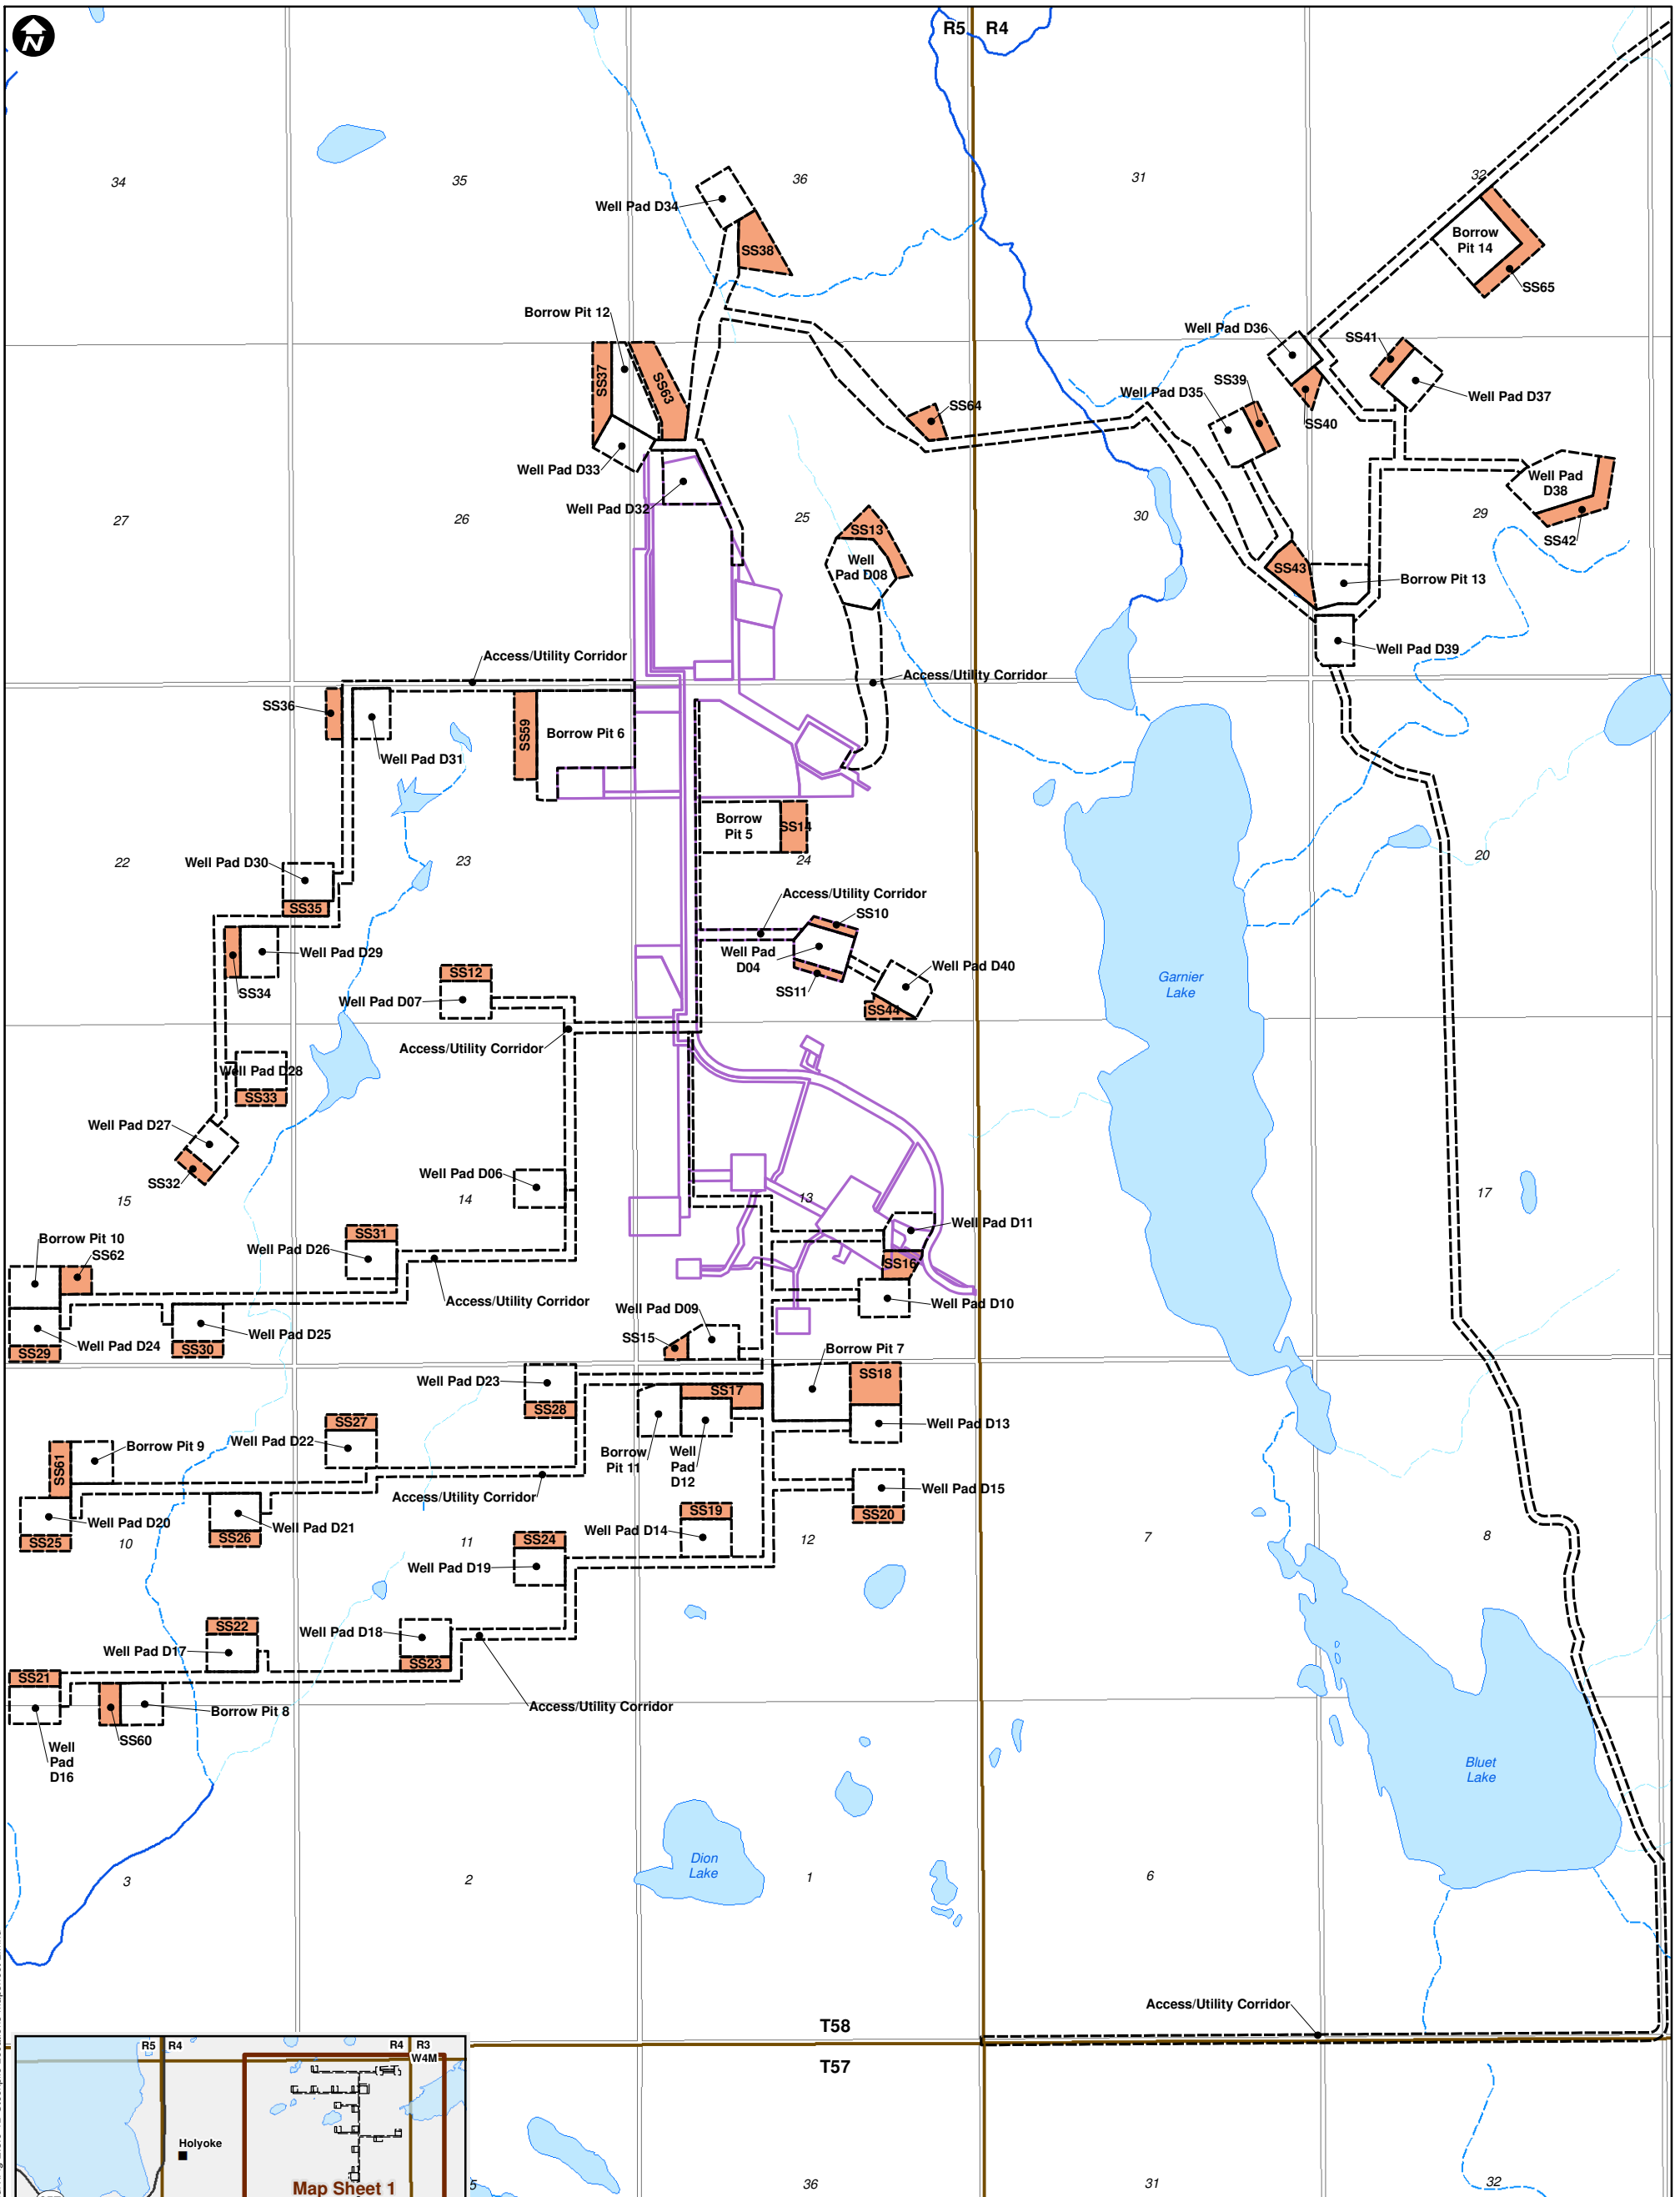 N
R5 R4
34
35
36
31
32
Well Pad D34
SS38
Borrow
Pit 14
SS65
Borrow Pit 12
SS37
SS63
Well Pad D36
SS41
SS39
Well Pad D35
SS40
Well Pad D37
SS64
Well Pad D33
Well Pad D32
27
26
25
30
29
Well Pad
D38
SS42
SS13
Well
Pad D08
SS43
Borrow Pit 13
Well Pad D39
Access/Utility Corridor
Access/Utility Corridor
SS36
SS59
Borrow Pit 6
Well Pad D31
Borrow
Pit 5
SS14
22
23
24
20
Well Pad D30
SS35
Access/Utility Corridor
SS10
Well Pad D29
SS34
Well Pad
D04
SS11
Well Pad D40
SS44
SS12
Well Pad D07
Garnier
Lake
Access/Utility Corridor
Well Pad D28
SS33
Well Pad D27
SS32
Well Pad D06
15
14
13
17
Well Pad D11
SS16
SS31
Well Pad D26
Borrow Pit 10
SS62
Access/Utility Corridor
Well Pad D10
Well Pad D09
SS15
Well Pad D25
Well Pad D24
SS29
SS30
Borrow Pit 7
Well Pad D23
SS28
SS17
SS18
Well Pad D13
SS27
Well Pad D22
Borrow Pit 9
SS61
Borrow
Pit 11
Well
Pad
D12
Access/Utility Corridor
Well Pad D15
SS20
Well Pad D20
SS25
Well Pad D21
SS26
SS19
Well Pad D14
SS24
Well Pad D19
10
11
12
7
8
SS22
Well Pad D17
Well Pad D18
SS23
SS21
Borrow Pit 8
SS60
Access/Utility Corridor
Well
Pad
D16
Bluet
Lake
Dion
Lake
3
2
1
6
Access/Utility Corridor
T58
T57
R5 R4
R4 R3
W4M
Holyoke
Map Sheet 1
5
36
31
32